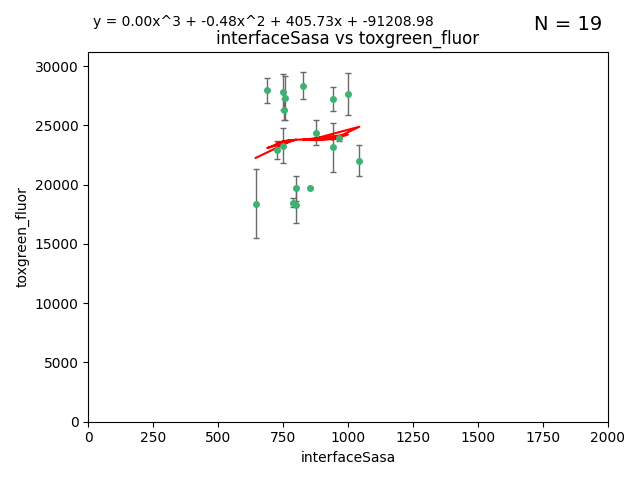 y = 0.00x^3 + -0.48x^2 + 405.73x + -91208.98
N = 19
interfaceSasa vs toxgreen_fluor
30000
25000
20000
15000
10000
5000
0
toxgreen_fluor
0 250 500 750 1000 1250 1500 1750 2000
interfaceSasa